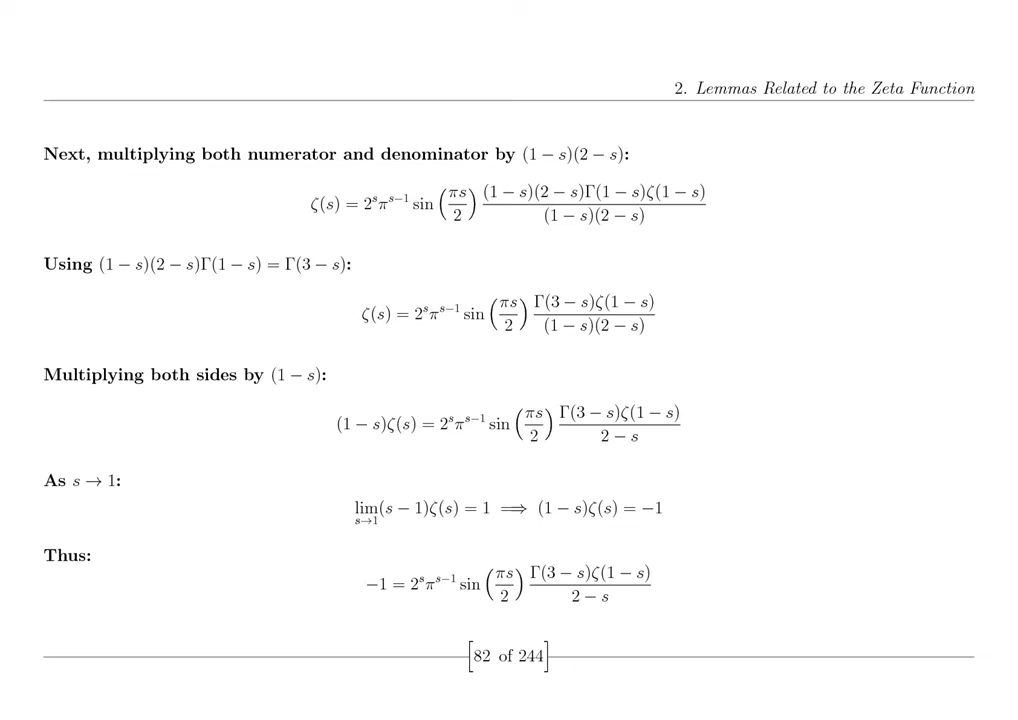 2. Lemmas Related to the Zeta Function
Next, multiplying both numerator and denominator by (1 − s)(2 − s):
ζ(s) = 2^s π^{s−1} sin(πs/2) (1 − s)(2 − s)Γ(1 − s)ζ(1 − s)/(1 − s)(2 − s)
Using (1 − s)(2 − s)Γ(1 − s) = Γ(3 − s):
ζ(s) = 2^s π^{s−1} sin(πs/2) Γ(3 − s)ζ(1 − s)/(1 − s)(2 − s)
Multiplying both sides by (1 − s):
(1 − s)ζ(s) = 2^s π^{s−1} sin(πs/2) Γ(3 − s)ζ(1 − s)/2 − s
As s → 1:
lim_{s→1}(s − 1)ζ(s) = 1 ⟹ (1 − s)ζ(s) = −1
Thus:
−1 = 2^s π^{s−1} sin(πs/2) Γ(3 − s)ζ(1 − s)/2 − s
[82 of 244]